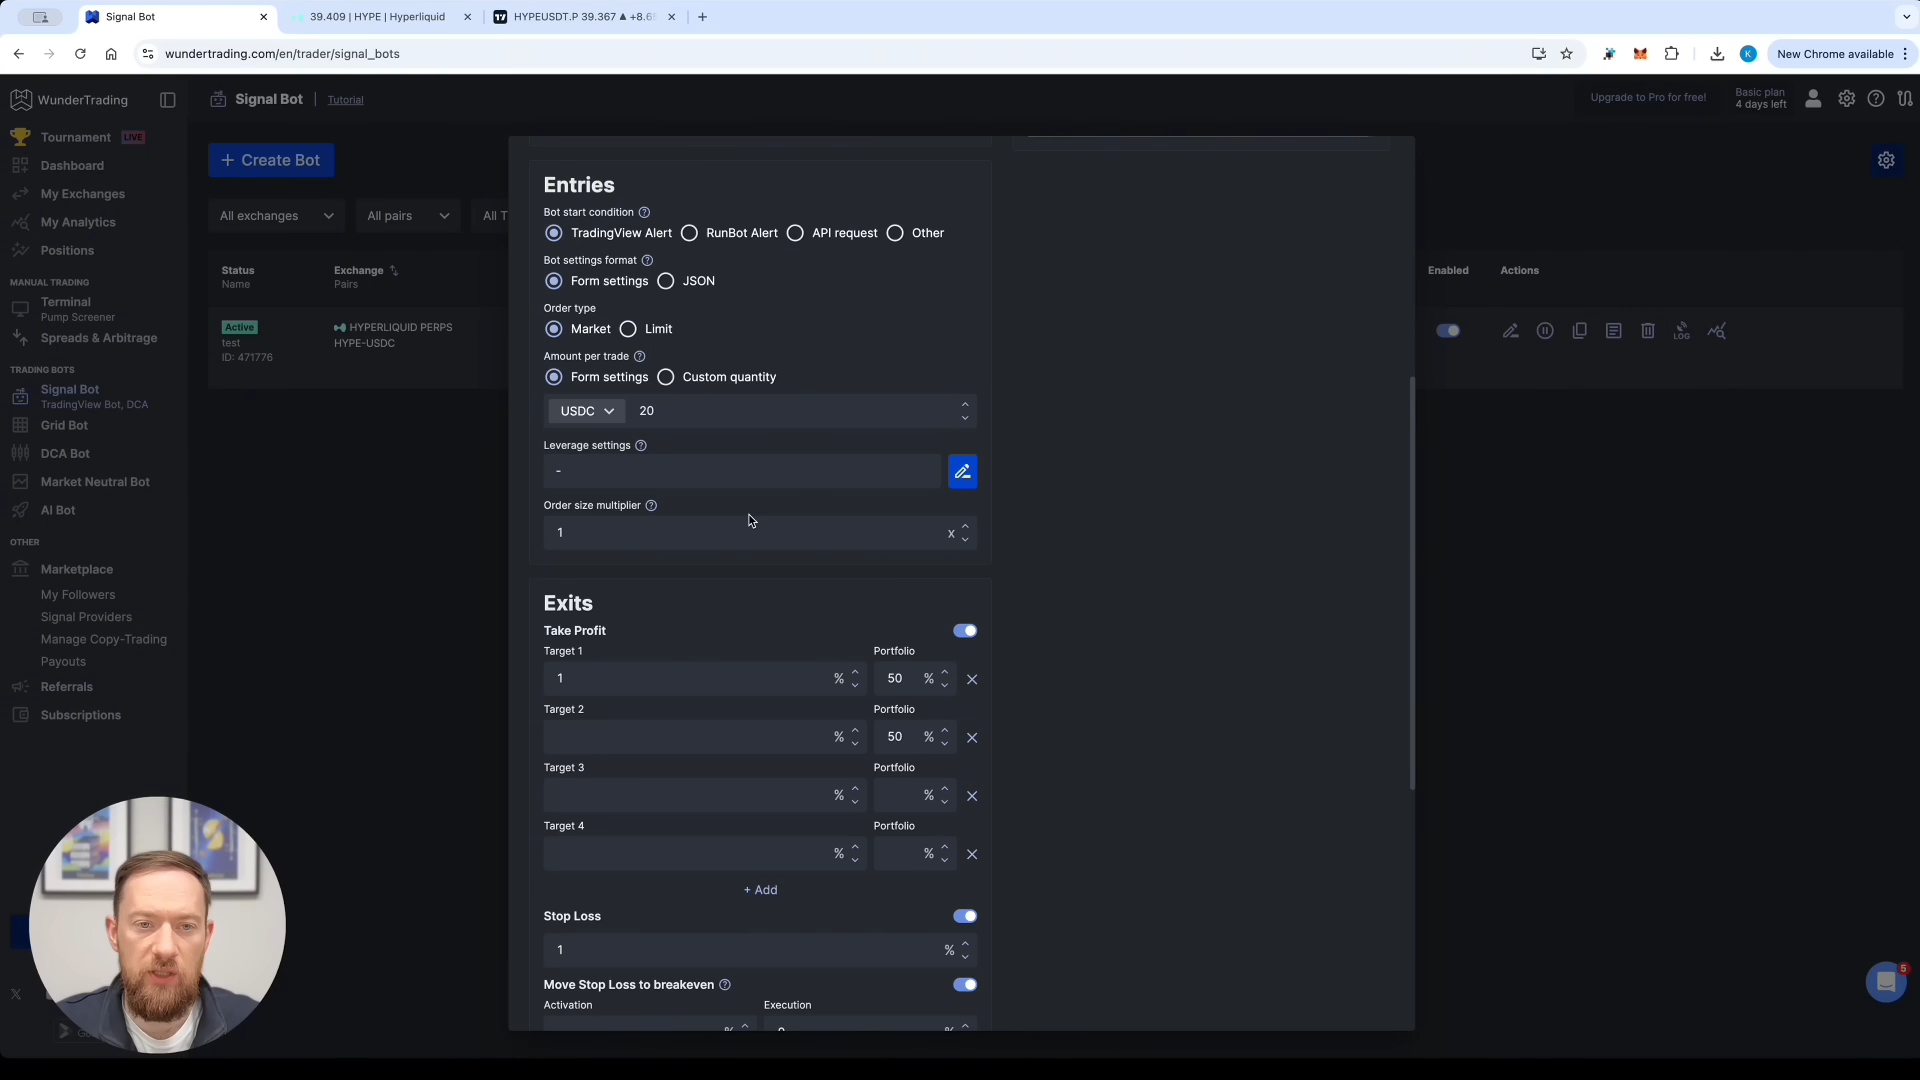 Signal Bot
39.409 | HYPE | Hyperliquid
HYPEUSDT.P 39.367 ▲ +8.6
wundertrading.com/en/trader/signal_bots
K
New Chrome available
WunderTrading
Signal Bot | Tutorial
Upgrade to Pro for free!
Basic plan
4 days left
Tournament LIVE
Dashboard
My Exchanges
My Analytics
Positions
MANUAL TRADING
Terminal
Pump Screener
Spreads & Arbitrage
TRADING BOTS
Signal Bot
TradingView Bot, DCA
Grid Bot
DCA Bot
Market Neutral Bot
AI Bot
OTHER
Marketplace
My Followers
Signal Providers
Manage Copy-Trading
Payouts
Referrals
Subscriptions
+ Create Bot
All exchanges
All pairs
All T
Status
Name
Exchange
Pairs
Enabled
Actions
Active
test
ID: 471776
HYPERLIQUID PERPS
HYPE-USDC
LOG
Entries
Bot start condition
TradingView Alert RunBot Alert API request Other
Bot settings format
Form settings JSON
Order type
Market Limit
Amount per trade
Form settings Custom quantity
USDC 20
Leverage settings
-
Order size multiplier
1 x
Exits
Take Profit
Target 1 Portfolio
1 % 50 %
Target 2 Portfolio
% 50 %
Target 3 Portfolio
% %
Target 4 Portfolio
% %
+ Add
Stop Loss
1 %
Move Stop Loss to breakeven
Activation Execution
% 0 %
5